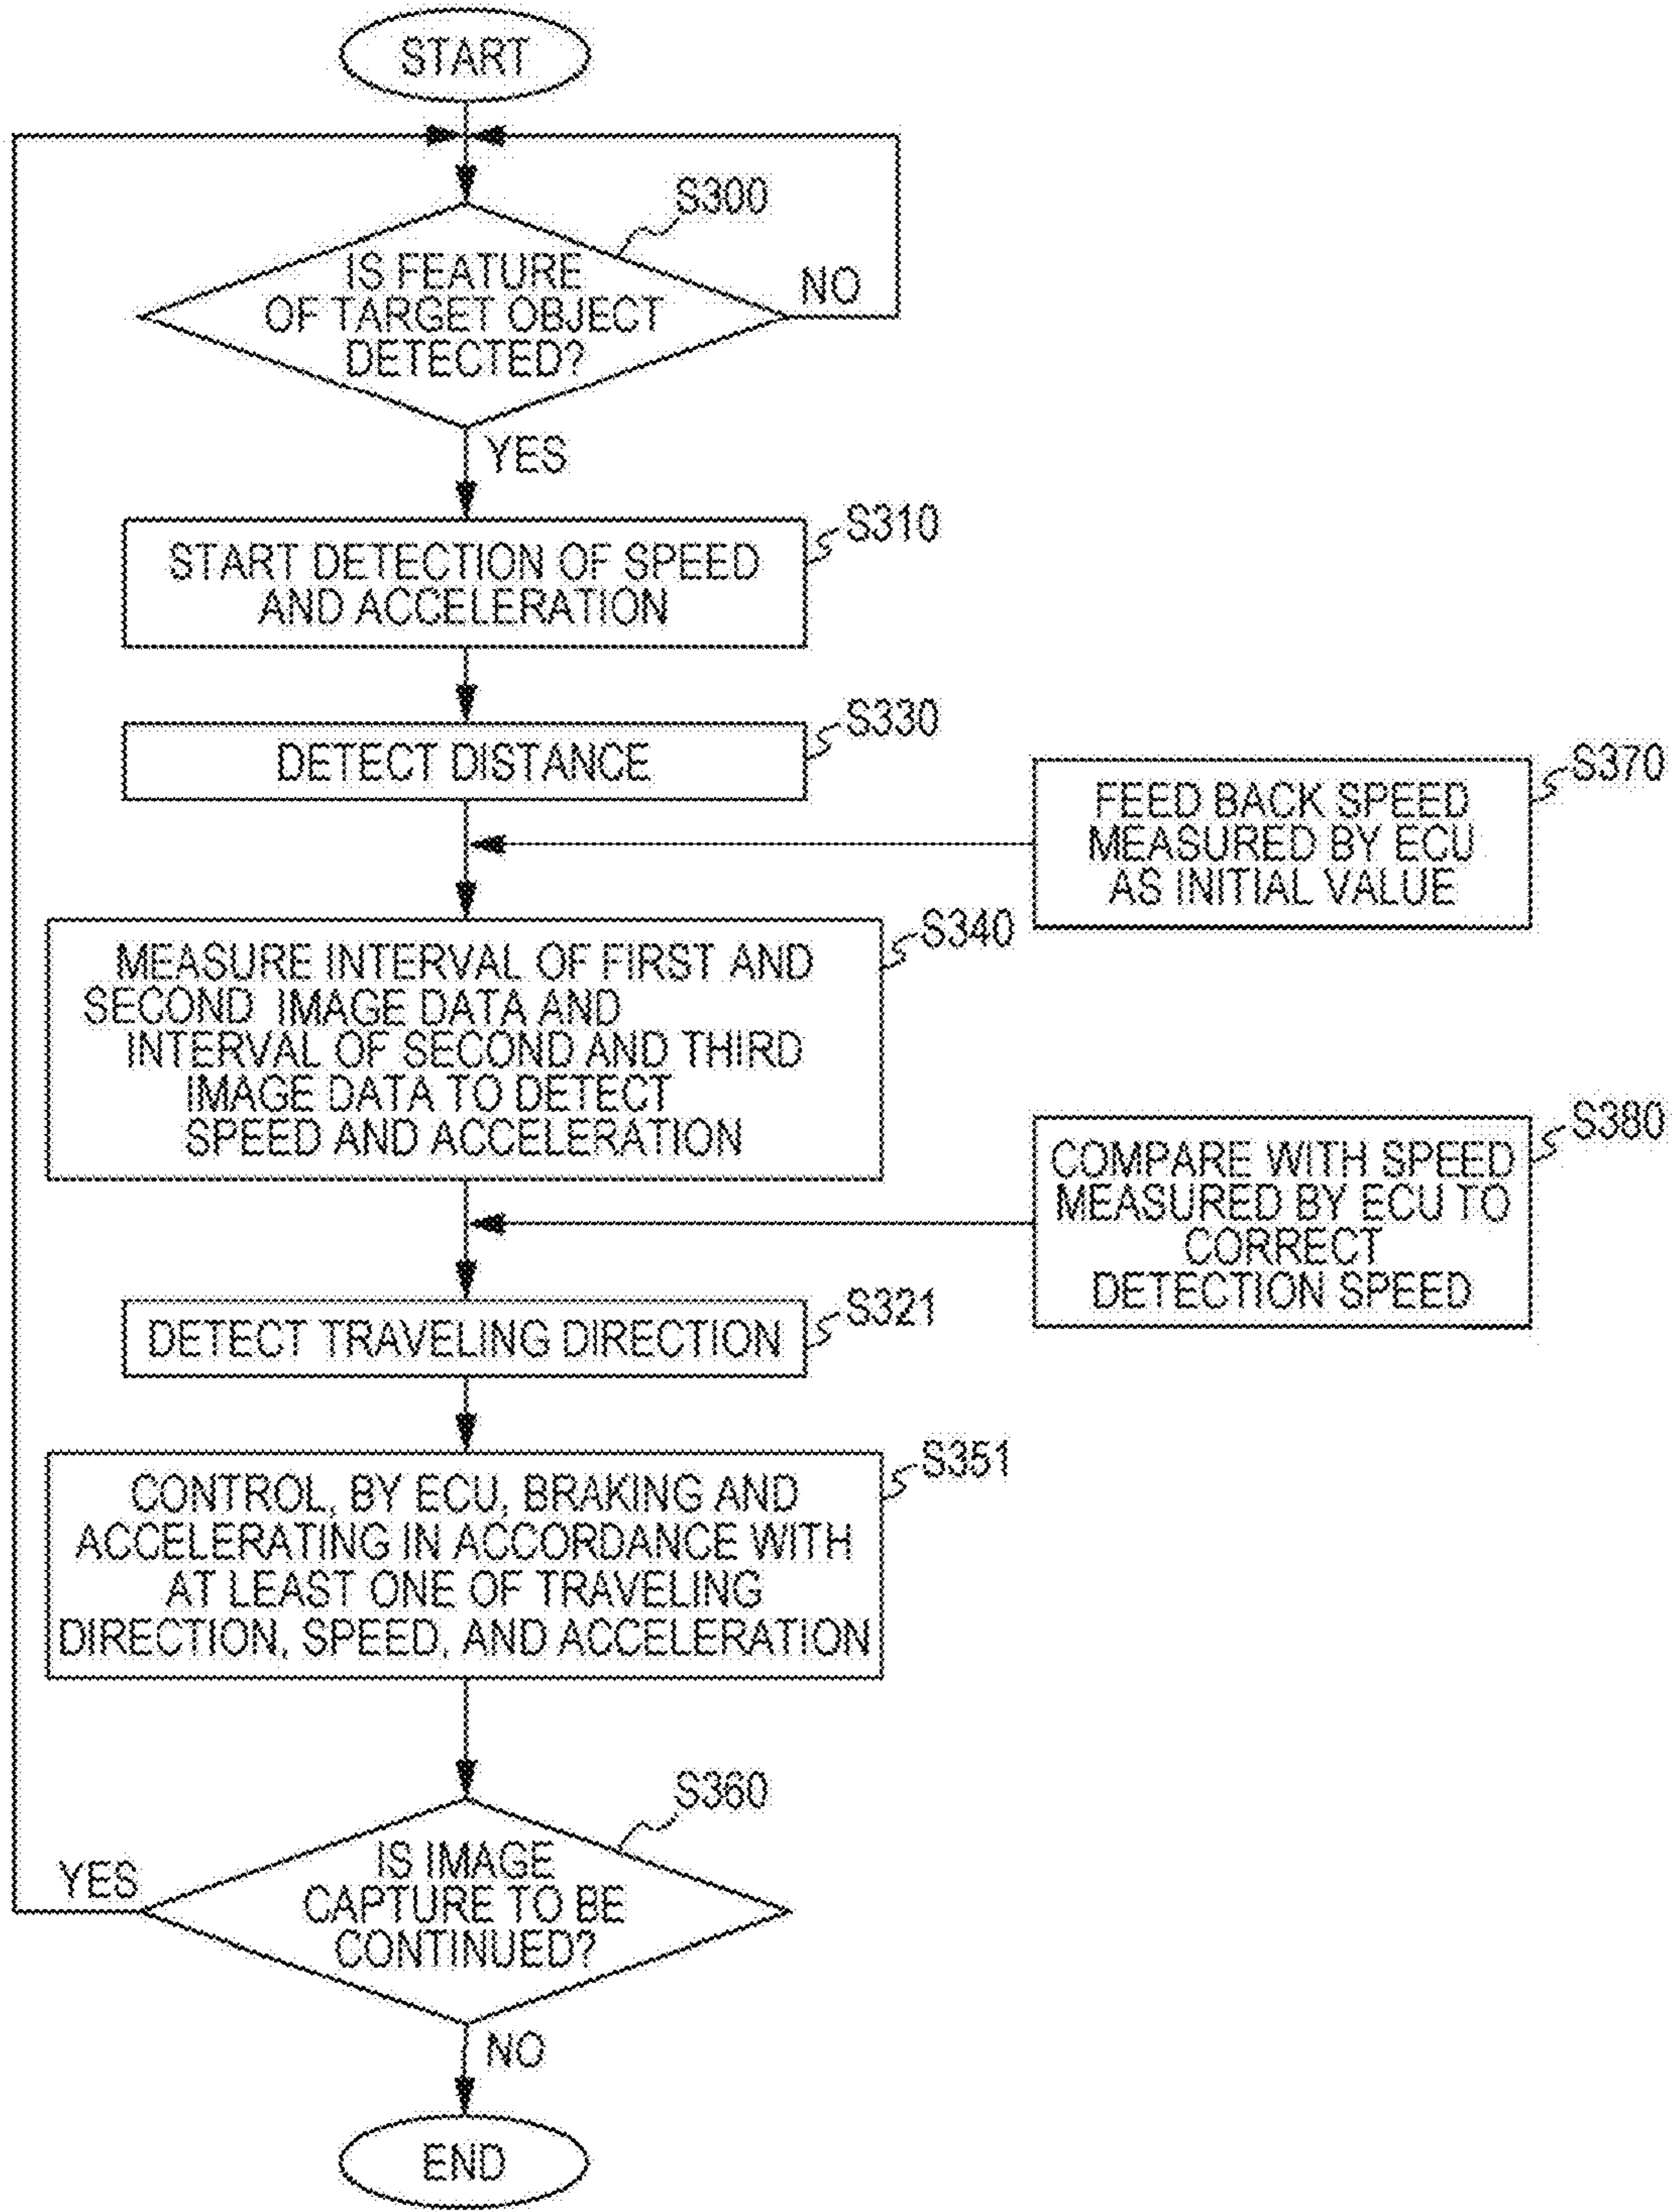 START
S300
IS FEATURE
OF TARGET OBJECT
DETECTED?
NO
YES
S310
START DETECTION OF SPEED
AND ACCELERATION
S330
DETECT DISTANCE
S370
FEED BACK SPEED
MEASURED BY ECU
AS INITIAL VALUE
S340
MEASURE INTERVAL OF FIRST AND
SECOND IMAGE DATA AND
INTERVAL OF SECOND AND THIRD
IMAGE DATA TO DETECT
SPEED AND ACCELERATION
S380
COMPARE WITH SPEED
MEASURED BY ECU TO
CORRECT
DETECTION SPEED
S321
DETECT TRAVELING DIRECTION
S351
CONTROL, BY ECU, BRAKING AND
ACCELERATING IN ACCORDANCE WITH
AT LEAST ONE OF TRAVELING
DIRECTION, SPEED, AND ACCELERATION
S360
IS IMAGE
CAPTURE TO BE
CONTINUED?
YES
NO
END